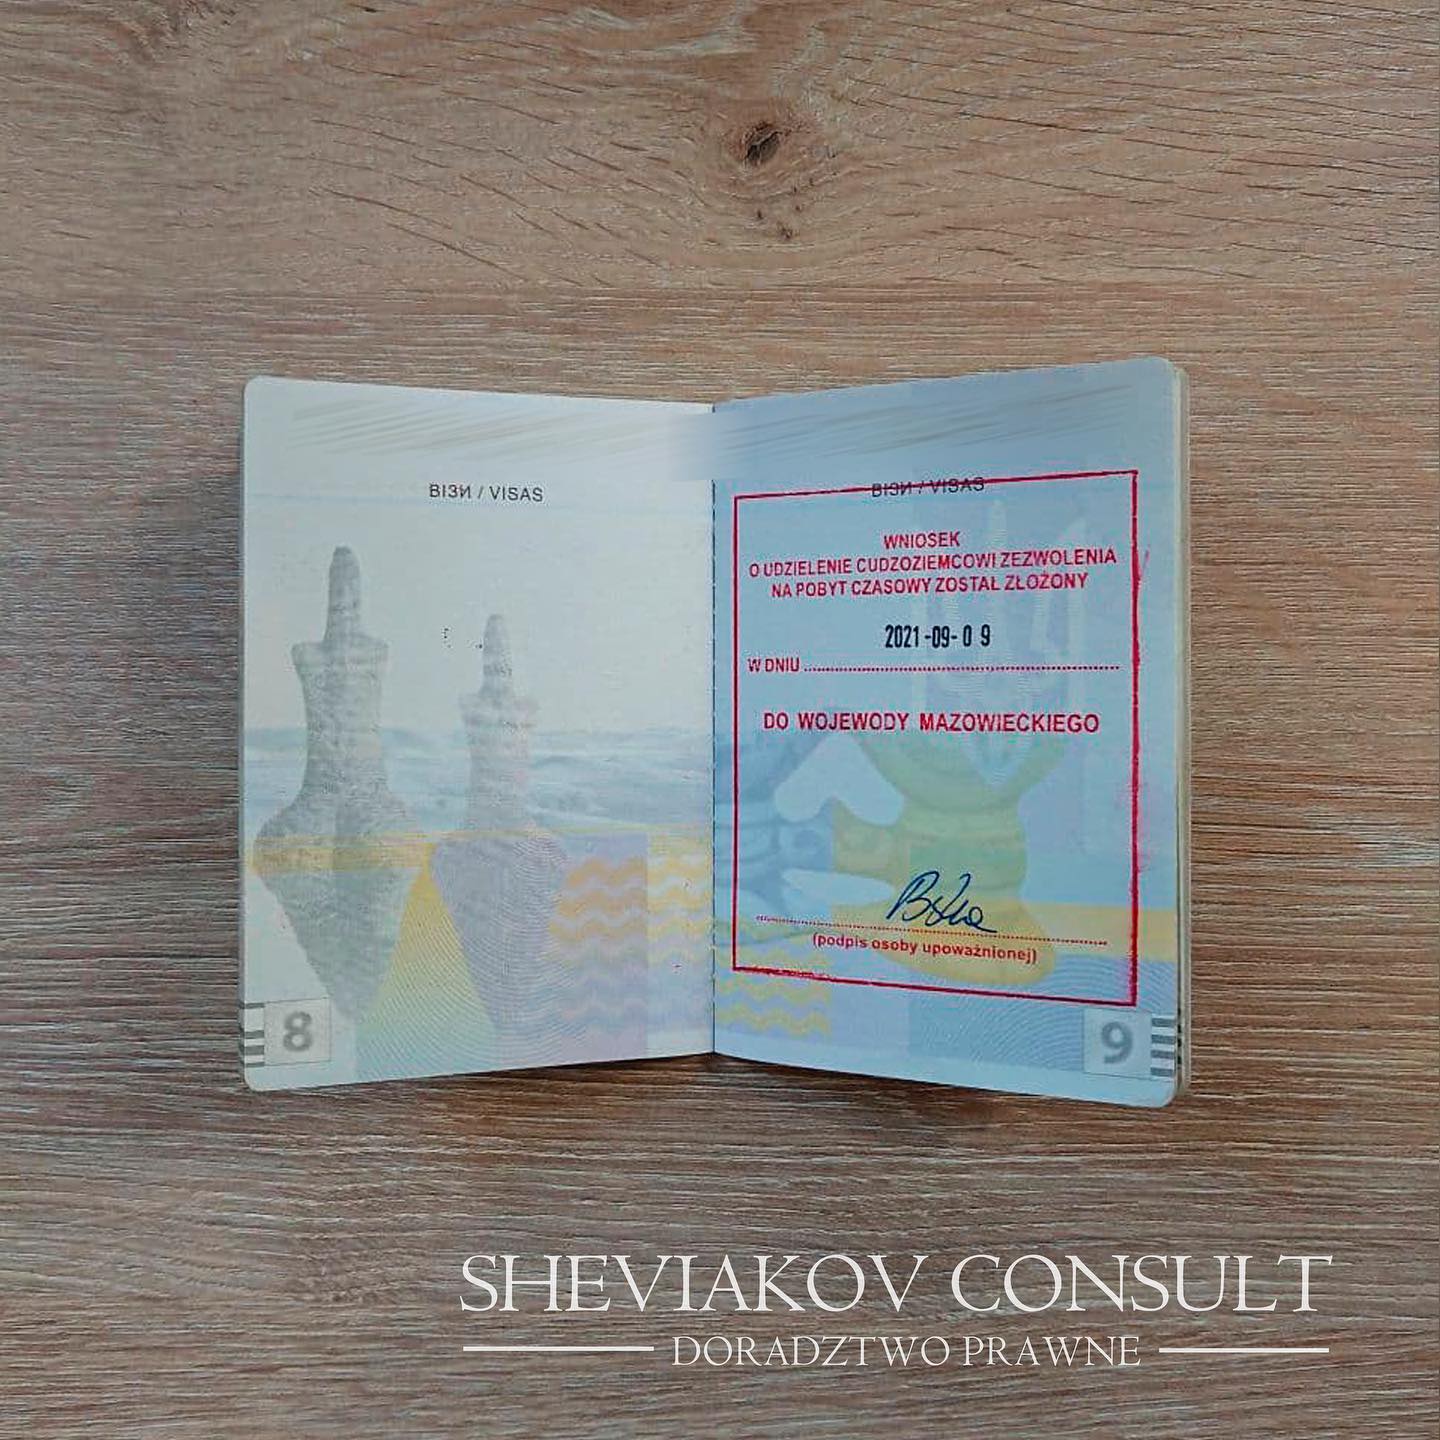 ВІЗИ / VISAS
8
ВІЗИ / VISAS
WNIOSEK
O UDZIELENIE CUDZOZIEMCOWI ZEZWOLENIA
NA POBYT CZASOWY ZOSTAŁ ZŁOŻONY
2021-09-09
W DNIU
DO WOJEWODY MAZOWIECKIEGO
(podpis osoby upoważnionej)
9
SHEVIAKOV CONSULT
DORADZTWO PRAWNE